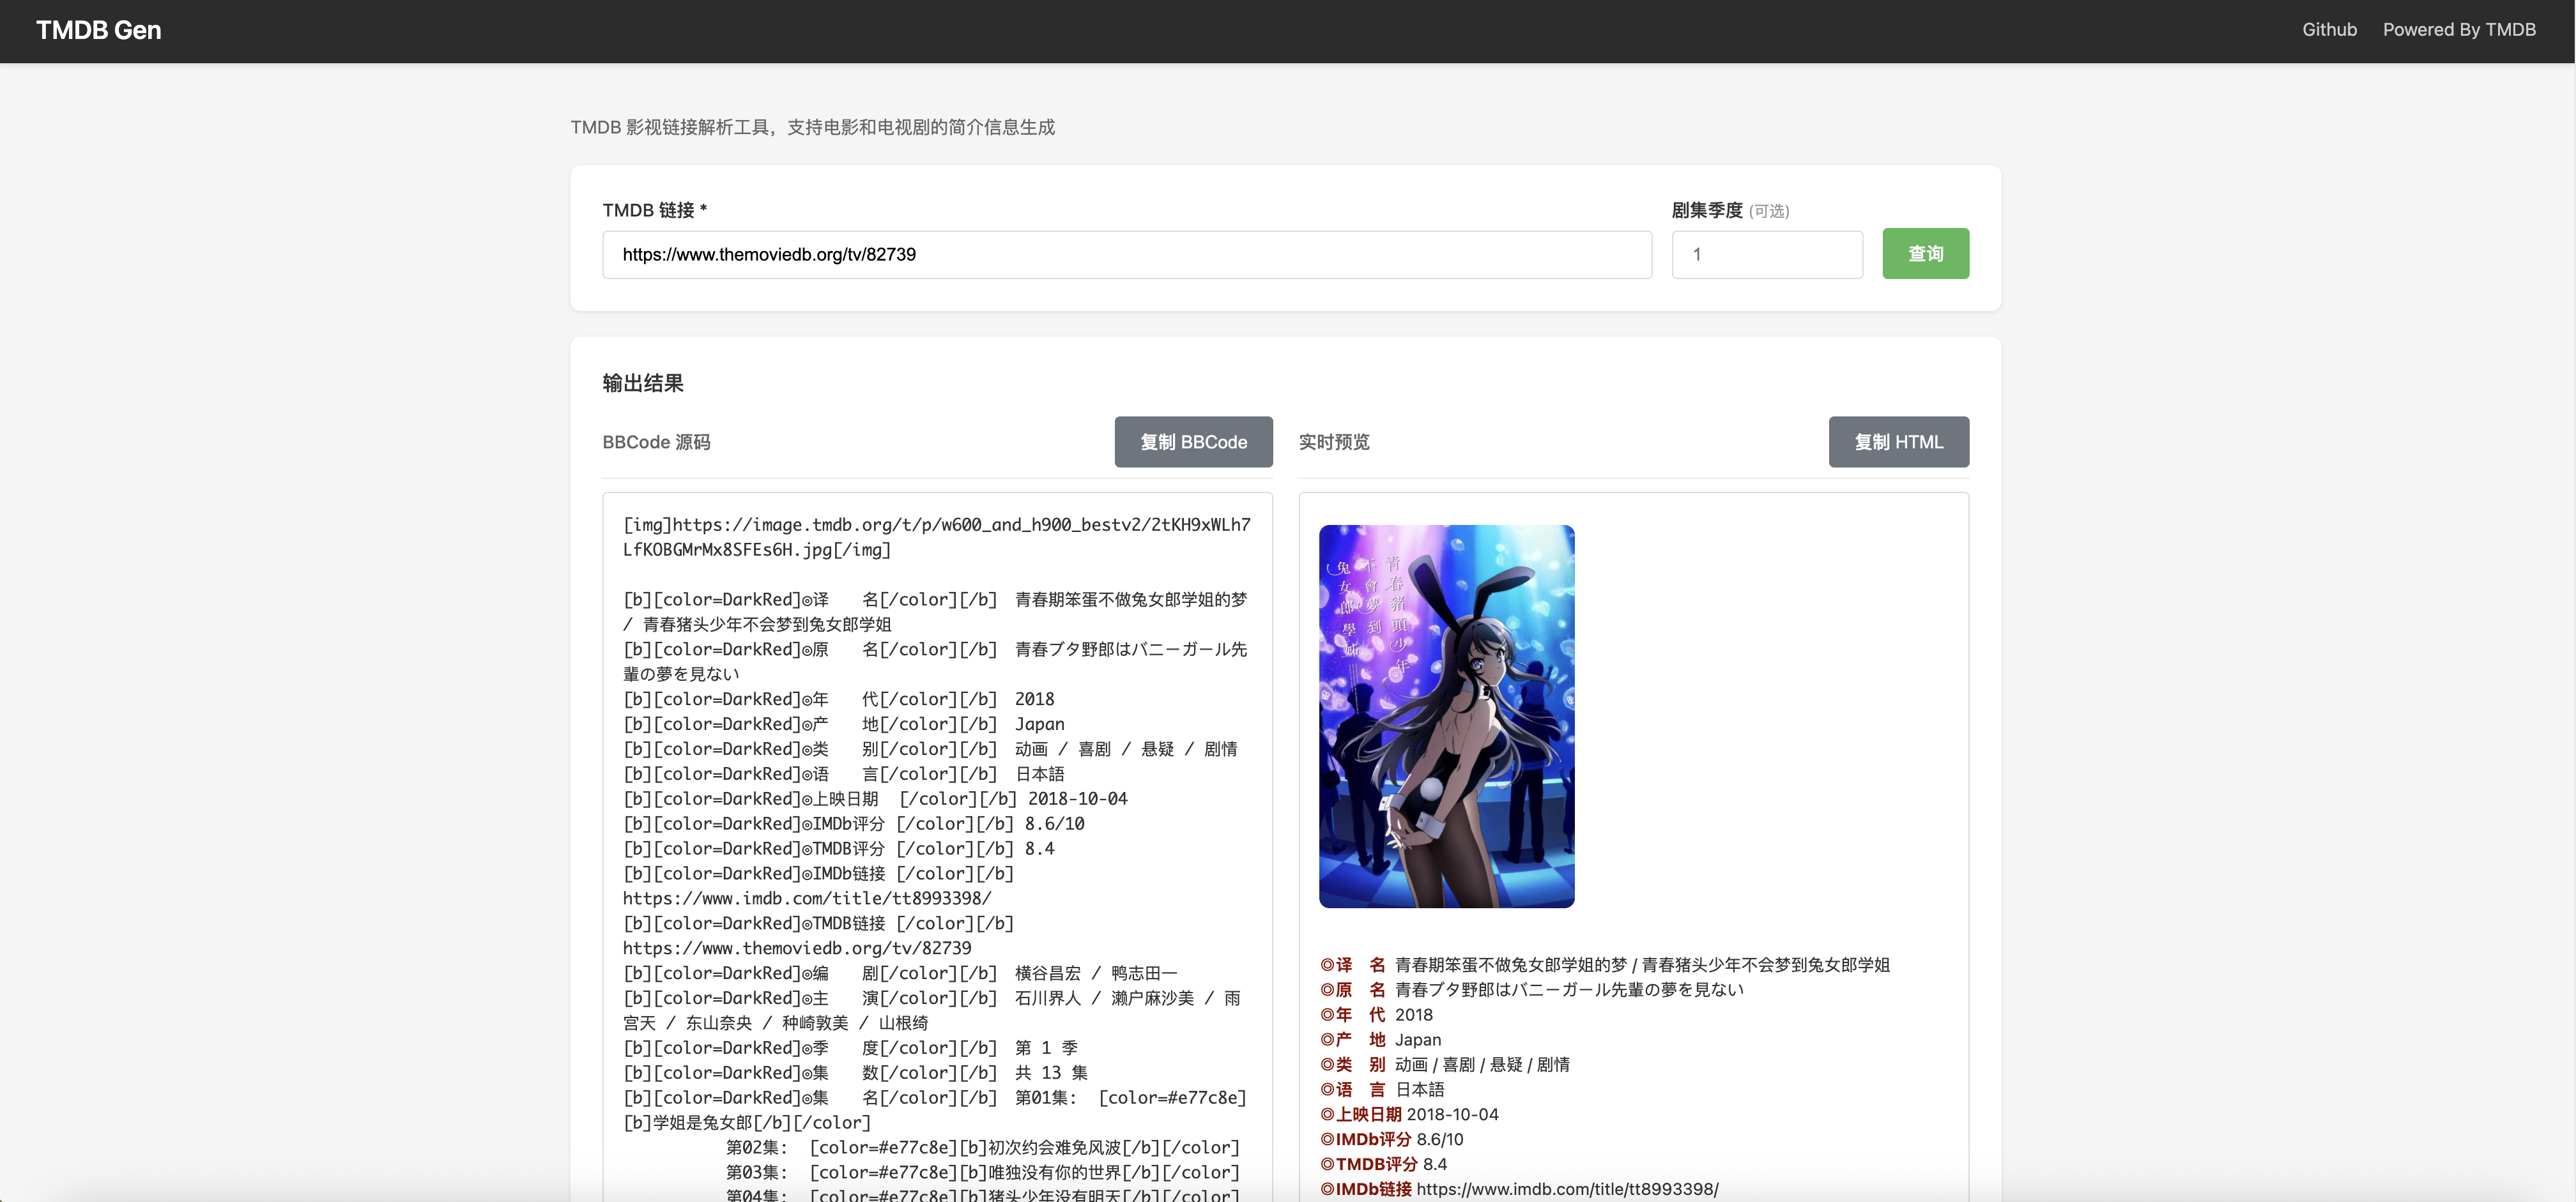 TMDB Gen
Github
Powered By TMDB
TMDB 影视链接解析工具，支持电影和电视剧的简介信息生成
TMDB 链接 *
剧集季度 (可选)
https://www.themoviedb.org/tv/82739
1
查询
输出结果
BBCode 源码
复制 BBCode
[img]https://image.tmdb.org/t/p/w600_and_h900_bestv2/2tKH9xWLh7
LfKOBGMrMx8SFEs6H.jpg[/img]
[b][color=DarkRed]◎译　　名[/color][/b]　青春期笨蛋不做兔女郎学姐的梦
/ 青春猪头少年不会梦到兔女郎学姐
[b][color=DarkRed]◎原　　名[/color][/b]　青春ブタ野郎はバニーガール先
輩の夢を見ない
[b][color=DarkRed]◎年　　代[/color][/b]　2018
[b][color=DarkRed]◎产　　地[/color][/b]　Japan
[b][color=DarkRed]◎类　　别[/color][/b]　动画 / 喜剧 / 悬疑 / 剧情
[b][color=DarkRed]◎语　　言[/color][/b]　日本語
[b][color=DarkRed]◎上映日期　[/color][/b] 2018-10-04
[b][color=DarkRed]◎IMDb评分 [/color][/b] 8.6/10
[b][color=DarkRed]◎TMDB评分 [/color][/b] 8.4
[b][color=DarkRed]◎IMDb链接 [/color][/b]
https://www.imdb.com/title/tt8993398/
[b][color=DarkRed]◎TMDB链接 [/color][/b]
https://www.themoviedb.org/tv/82739
[b][color=DarkRed]◎编　　剧[/color][/b]　横谷昌宏 / 鸭志田一
[b][color=DarkRed]◎主　　演[/color][/b]　石川界人 / 濑户麻沙美 / 雨
宫天 / 东山奈央 / 种崎敦美 / 山根绮
[b][color=DarkRed]◎季　　度[/color][/b]　第 1 季
[b][color=DarkRed]◎集　　数[/color][/b]　共 13 集
[b][color=DarkRed]◎集　　名[/color][/b]　第01集:　[color=#e77c8e]
[b]学姐是兔女郎[/b][/color]
第02集:　[color=#e77c8e][b]初次约会难免风波[/b][/color]
第03集:　[color=#e77c8e][b]唯独没有你的世界[/b][/color]
第04集:　[color=#e77c8e][b]猪头少年没有明天[/b][/color]
实时预览
复制 HTML
青春豬頭少年
不會夢到
兔女郎學姊
◎译　名 青春期笨蛋不做兔女郎学姐的梦 / 青春猪头少年不会梦到兔女郎学姐
◎原　名 青春ブタ野郎はバニーガール先輩の夢を見ない
◎年　代 2018
◎产　地 Japan
◎类　别 动画 / 喜剧 / 悬疑 / 剧情
◎语　言 日本語
◎上映日期 2018-10-04
◎IMDb评分 8.6/10
◎TMDB评分 8.4
◎IMDb链接 https://www.imdb.com/title/tt8993398/